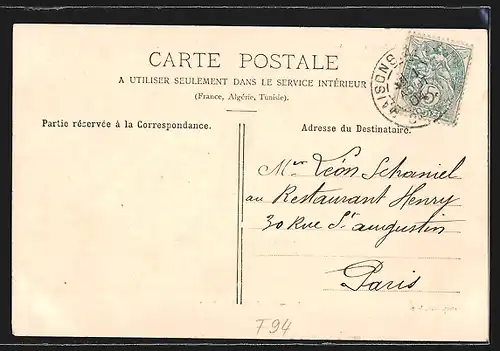 CARTE POSTALE
A UTILISER SEULEMENT DANS LE SERVICE INTÉRIEUR
(France, Algérie, Tunisie).
Partie réservée à la Correspondance.
Adresse du Destinataire.
MAISONS
5
Mr Léon Schaniel
au Restaurant Henry
30 Rue St augustin
Paris
F94